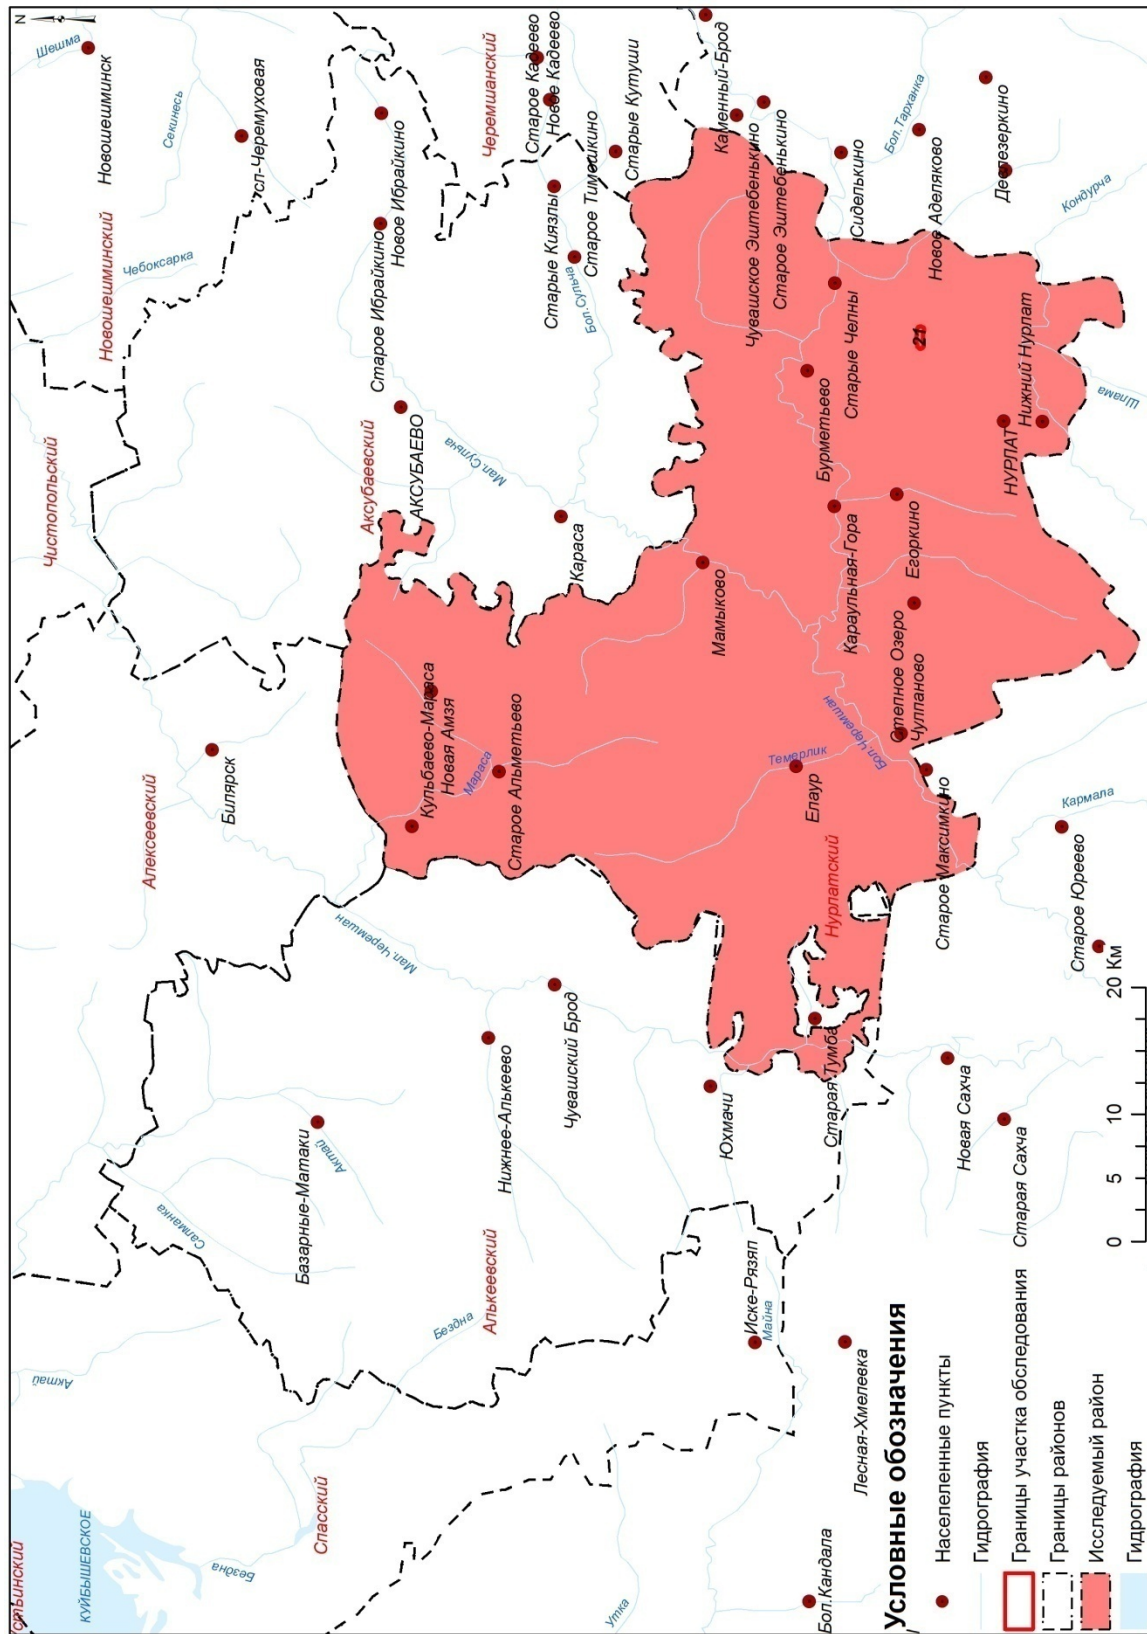 N
Шешма
Новошешминск
Секинесь
сл-Черемуховая
Новошешминский
Чебоксарка
Чистопольский
Старое Ибрайкино
Новое Ибрайкино
Черемшанский
Старое Кадеево
Новое Кадеево
Старые Киязлы
Старое Тимошкино
Старые Кутуши
Бол.Сульча
Каменный-Брод
Чувашское Эштебенькино
Старое Эштебенькино
Сиделькино
Бол.Тарханка
Новое Аделяково
Девлезеркино
Кондурча
Аксубаевский
АКСУБАЕВО
Мал.Сульча
Караса
Мамыково
Бурметьево
Старые Челны
21
НУРЛАТ
Нижний Нурлат
Шлама
Караульная-Гора
Егоркино
Степное Озеро
Чулпаново
Алексеевский
Билярск
Кульбаево-Мараса
Новая Амзя
Мараса
Старое Альметьево
Темерлик
Бол.Черемшан
Елаур
Нурлатский
Старое Максимкино
Кармала
Старое Юреево
Мал.Черемшан
Чувашский Брод
Нижнее-Алькеево
Базарные-Матаки
Актай
Салманка
Юхмачи
Старая Тумба
Новая Сахча
Старая Сахча
Алькеевский
Бездна
Иске-Рязяп
Майна
Лесная-Хмелевка
Актай
Спасский
стьинский
КУЙБЫШЕВСКОЕ
Бездна
Утка
Бол.Кандала
0 5 10 20 Км
Условные обозначения
Населеленные пункты
Гидрография
Границы участка обследования
Границы районов
Исследуемый район
Гидрография